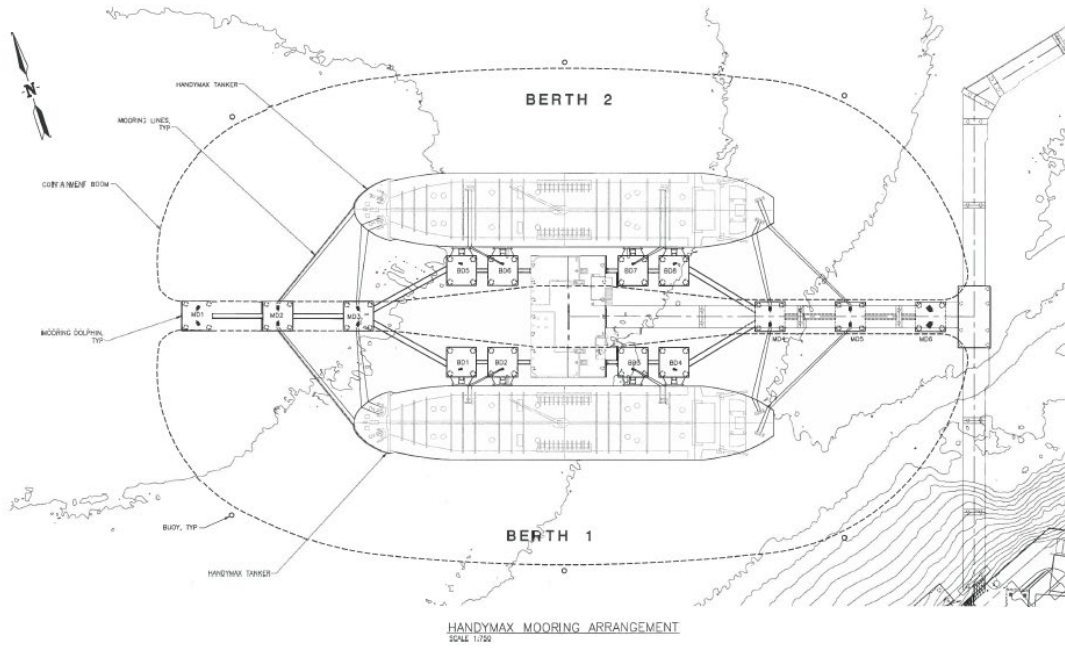 N
HANDYMAX TANKER
BERTH 2
MOORING LINES,
TYP
CONTAINMENT BOOM
BD5
BD6
BD7
BD8
MD1
MD2
MD3
MD4
MD5
MD6
MOORING DOLPHIN,
TYP
BD1
BD2
BD3
BD4
BUOY, TYP
BERTH 1
HANDYMAX TANKER
HANDYMAX MOORING ARRANGEMENT
SCALE 1:750